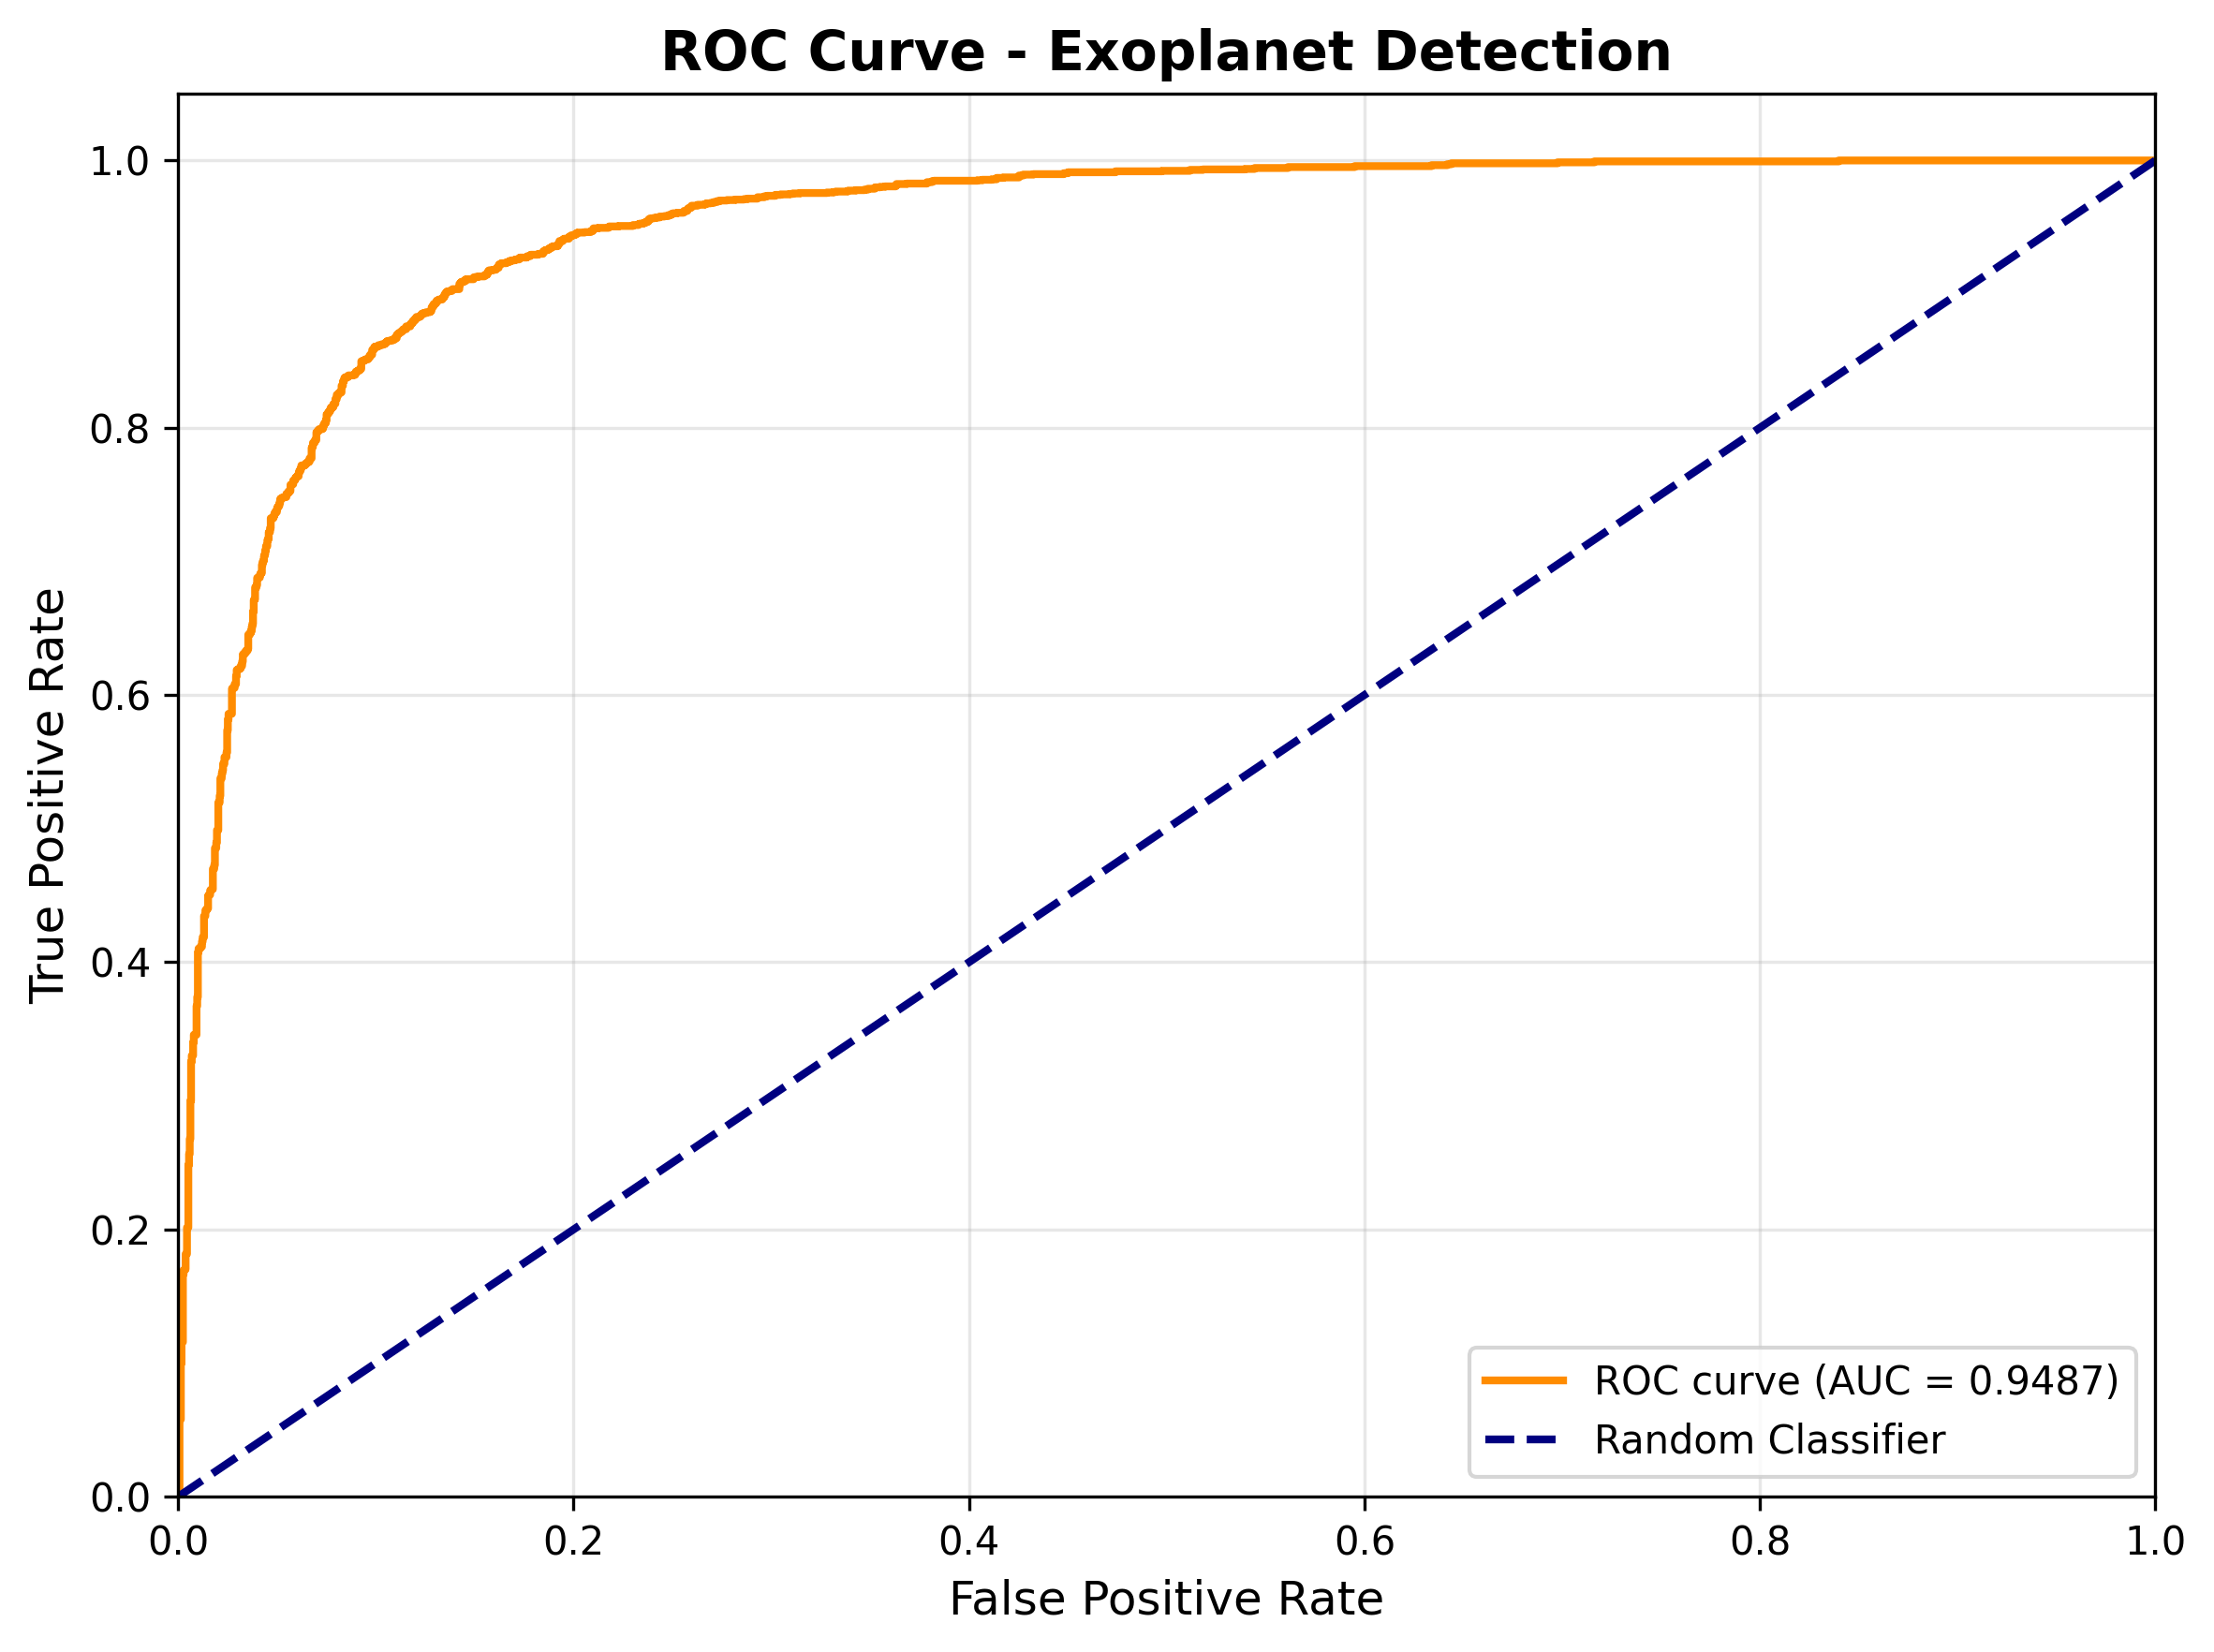 ROC Curve - Exoplanet Detection
1.0
0.8
0.6
0.4
0.2
0.0
True Positive Rate
ROC curve (AUC = 0.9487)
Random Classifier
0.0 0.2 0.4 0.6 0.8 1.0
False Positive Rate